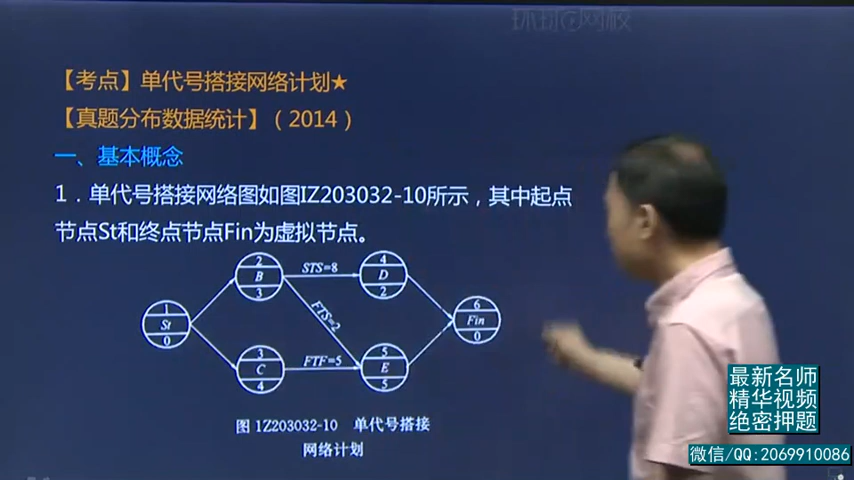 环球网校
【考点】单代号搭接网络计划★
【真题分布数据统计】（2014）
一、基本概念
1．单代号搭接网络图如图IZ203032-10所示，其中起点
节点St和终点节点Fin为虚拟节点。
1
St
0
2
B
3
STS=8
4
D
2
FTS=2
3
C
4
FTF=5
5
E
5
6
Fin
0
图 1Z203032-10 单代号搭接
网络计划
最新名师
精华视频
绝密押题
微信/QQ:2069910086